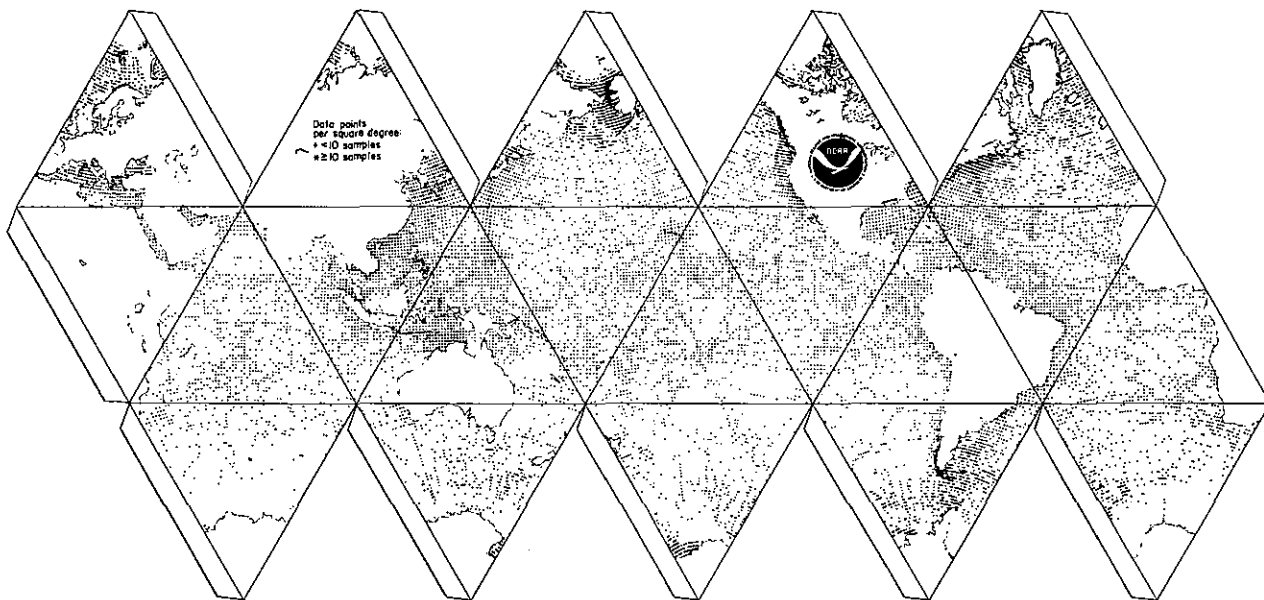 Data points
per square degree:
+ <10 samples
* ≥10 samples
noaa